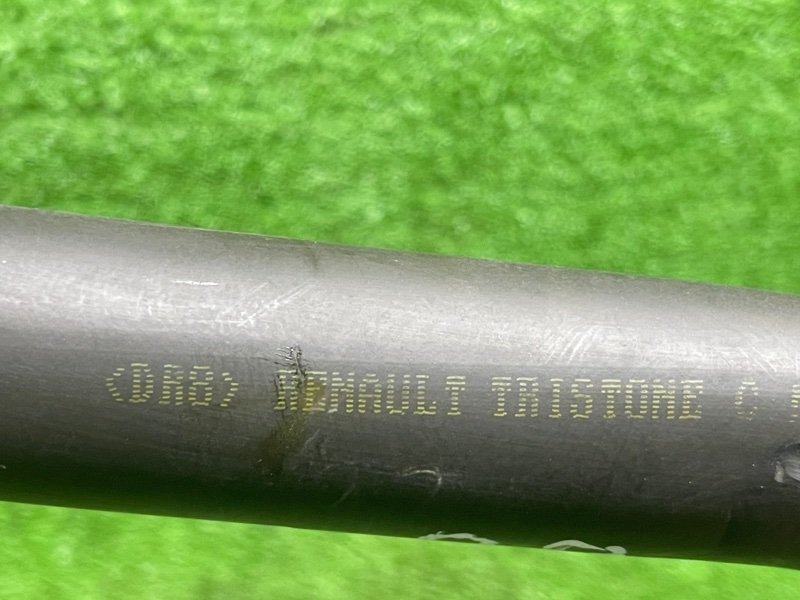 <DR8> RENAULT TRISTONE C